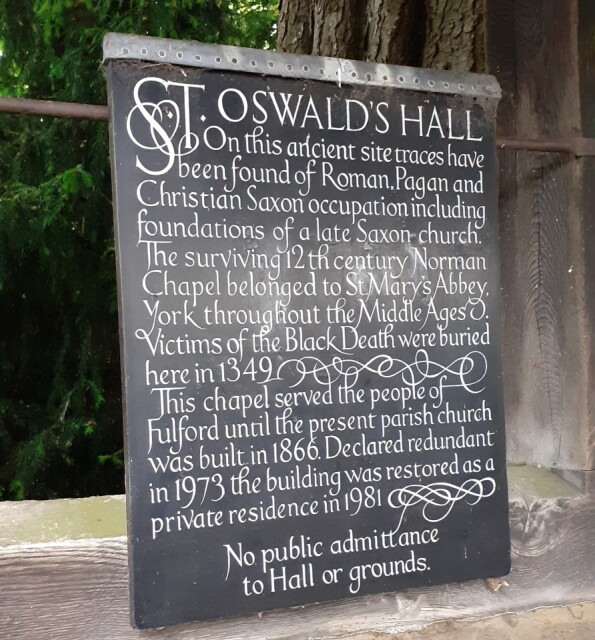 ST. OSWALD'S HALL
On this ancient site traces have
been found of Roman, Pagan and
Christian Saxon occupation including
foundations of a late Saxon church.
The surviving 12th century Norman
Chapel belonged to St Mary's Abbey,
York throughout the Middle Ages.
Victims of the Black Death were buried
here in 1349.
This chapel served the people of
Fulford until the present parish church
was built in 1866. Declared redundant
in 1973 the building was restored as a
private residence in 1981
No public admittance
to Hall or grounds.